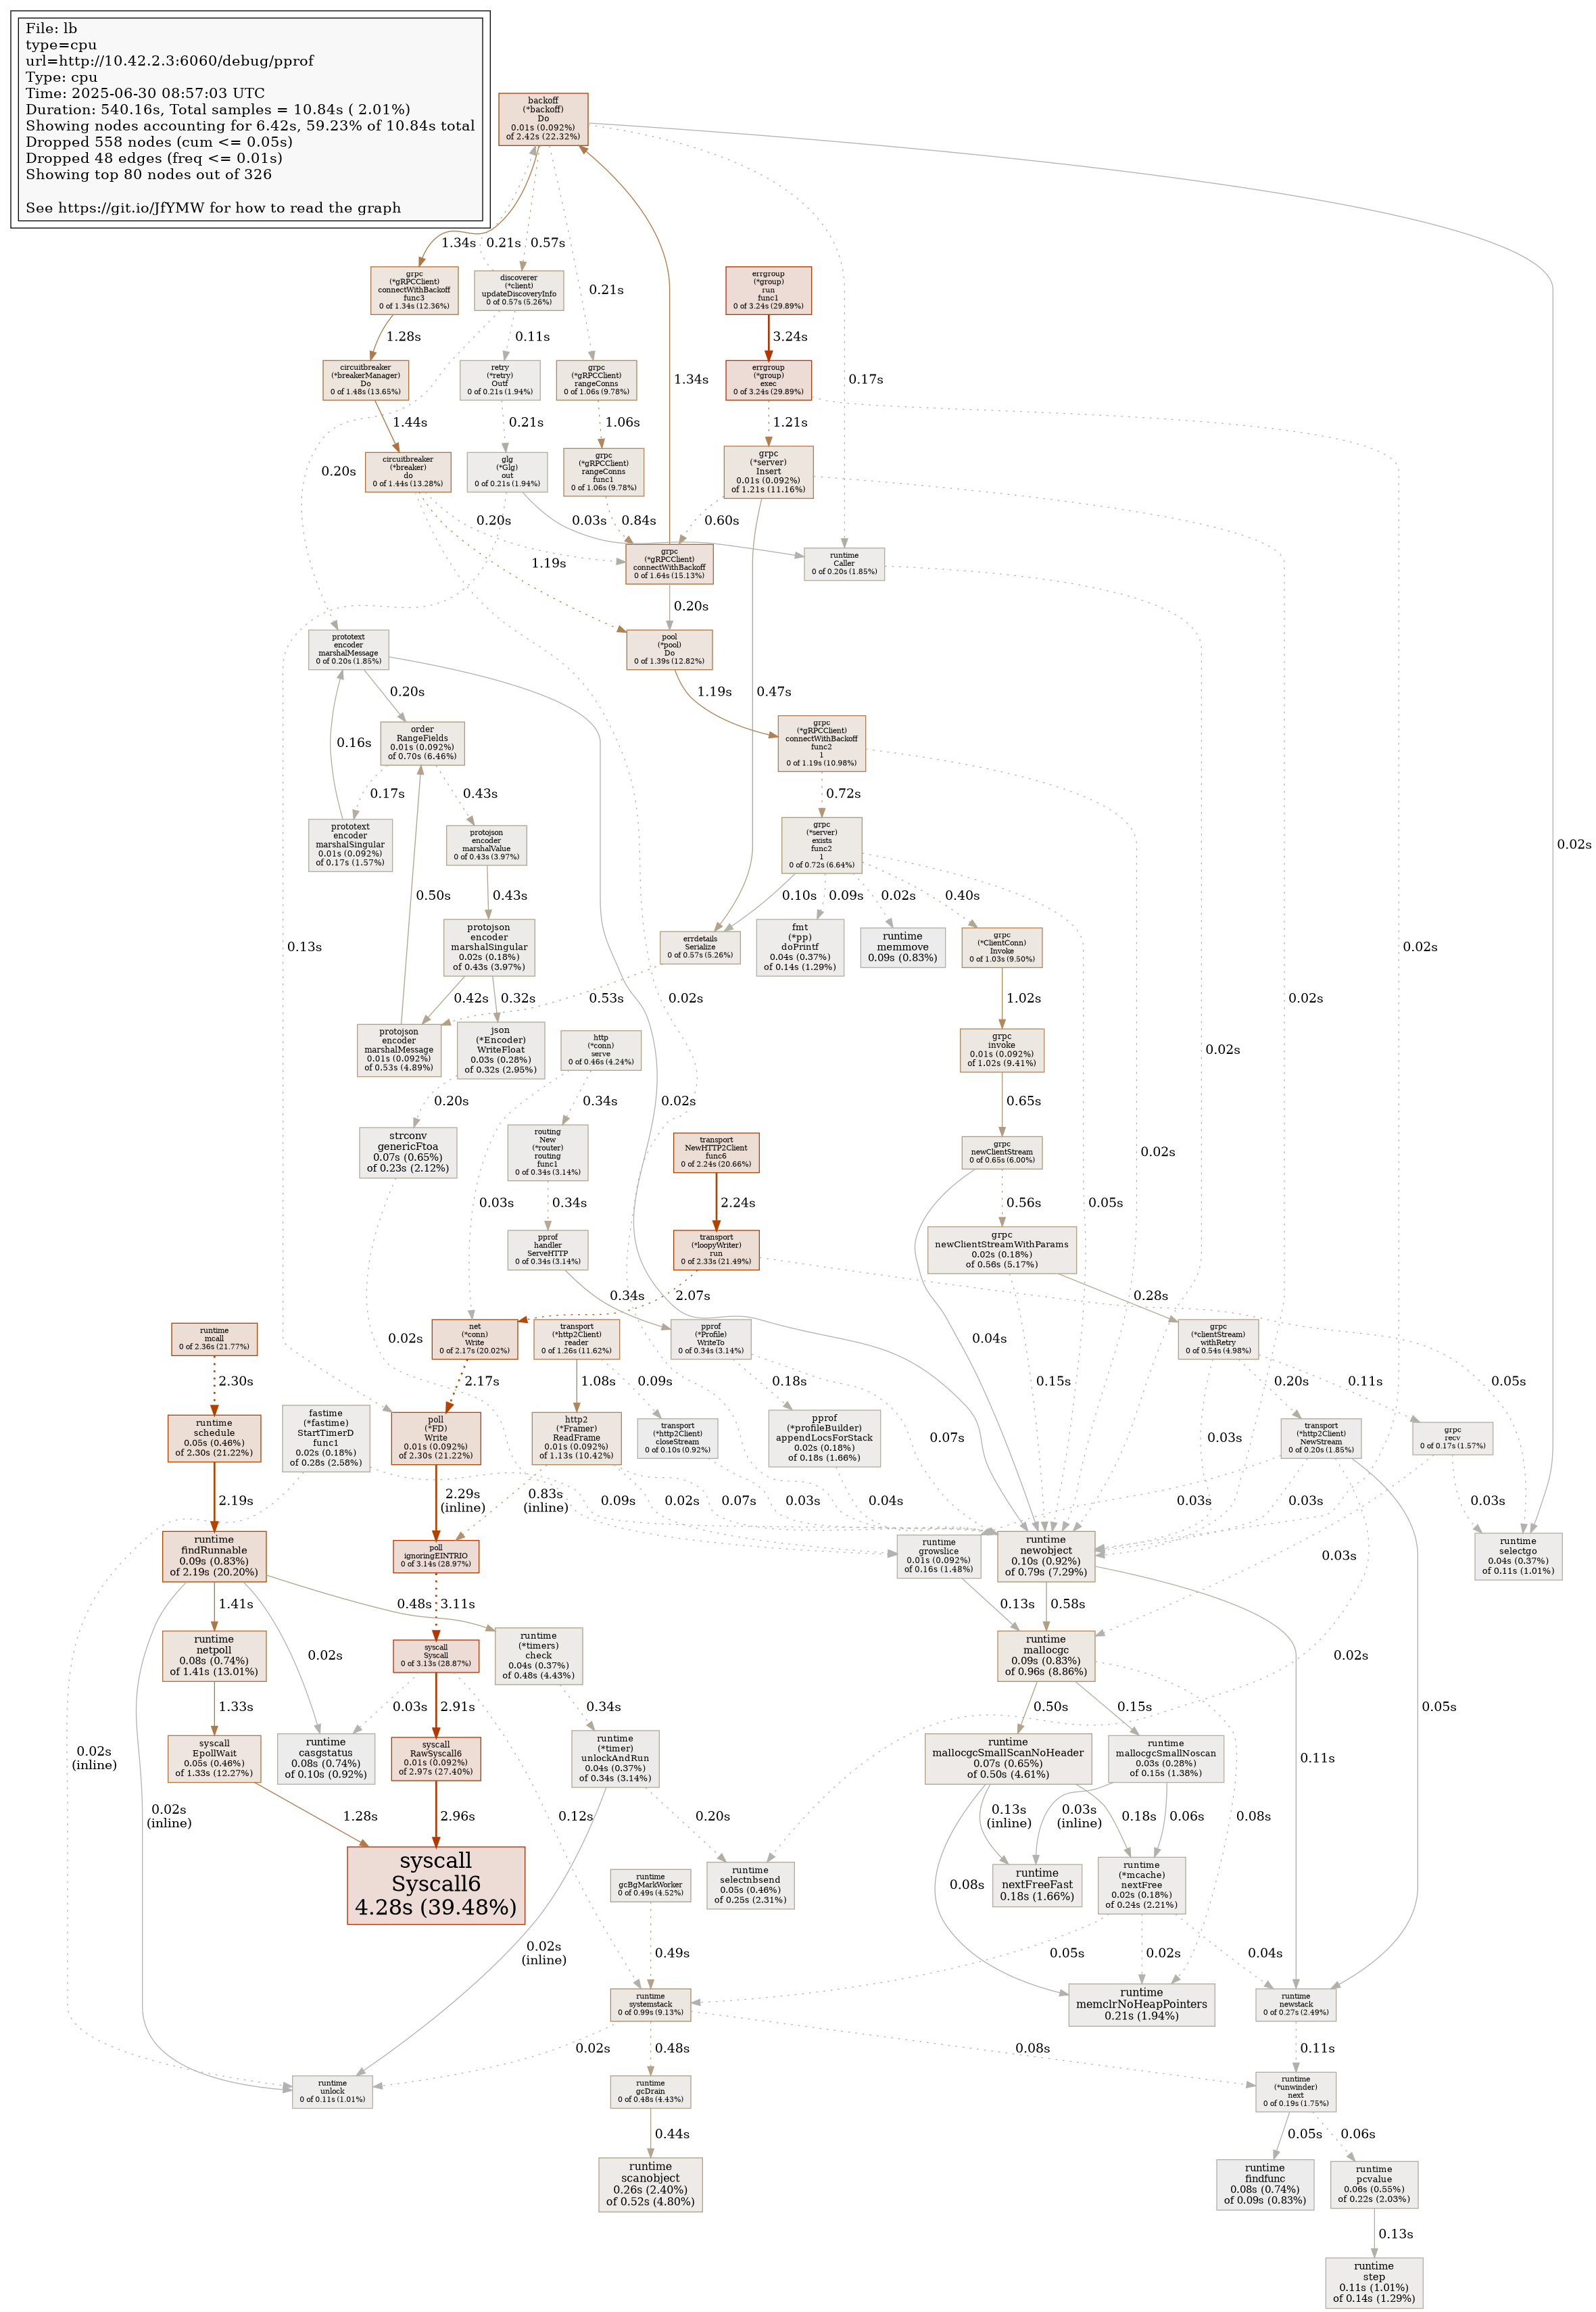 File: lb
type=cpu
url=http://10.42.2.3:6060/debug/pprof
Type: cpu
Time: 2025-06-30 08:57:03 UTC
Duration: 540.16s, Total samples = 10.84s ( 2.01%)
Showing nodes accounting for 6.42s, 59.23% of 10.84s total
Dropped 558 nodes (cum <= 0.05s)
Dropped 48 edges (freq <= 0.01s)
Showing top 80 nodes out of 326
See https://git.io/JfYMW for how to read the graph
backoff
(*backoff)
Do
0.01s (0.092%)
of 2.42s (22.32%)
1.34s
0.21s
0.57s
0.21s
0.17s
0.02s
grpc
(*gRPCClient)
connectWithBackoff
func3
0 of 1.34s (12.36%)
discoverer
(*client)
updateDiscoveryInfo
0 of 0.57s (5.26%)
errgroup
(*group)
run
func1
0 of 3.24s (29.89%)
1.28s
0.11s
3.24s
0.20s
1.34s
circuitbreaker
(*breakerManager)
Do
0 of 1.48s (13.65%)
retry
(*retry)
Outf
0 of 0.21s (1.94%)
grpc
(*gRPCClient)
rangeConns
0 of 1.06s (9.78%)
errgroup
(*group)
exec
0 of 3.24s (29.89%)
1.44s
0.21s
1.06s
1.21s
0.02s
circuitbreaker
(*breaker)
do
0 of 1.44s (13.28%)
glg
(*Glg)
out
0 of 0.21s (1.94%)
grpc
(*gRPCClient)
rangeConns
func1
0 of 1.06s (9.78%)
grpc
(*server)
Insert
0.01s (0.092%)
of 1.21s (11.16%)
0.20s
0.03s
0.84s
0.60s
1.19s
0.13s
0.02s
0.47s
0.02s
grpc
(*gRPCClient)
connectWithBackoff
0 of 1.64s (15.13%)
runtime
Caller
0 of 0.20s (1.85%)
0.20s
0.02s
prototext
encoder
marshalMessage
0 of 0.20s (1.85%)
pool
(*pool)
Do
0 of 1.39s (12.82%)
0.20s
0.02s
1.19s
0.16s
order
RangeFields
0.01s (0.092%)
of 0.70s (6.46%)
grpc
(*gRPCClient)
connectWithBackoff
func2
1
0 of 1.19s (10.98%)
0.17s
0.43s
0.72s
0.02s
prototext
encoder
marshalSingular
0.01s (0.092%)
of 0.17s (1.57%)
protojson
encoder
marshalValue
0 of 0.43s (3.97%)
grpc
(*server)
exists
func2
1
0 of 0.72s (6.64%)
0.50s
0.43s
0.10s
0.09s
0.02s
0.40s
0.05s
protojson
encoder
marshalSingular
0.02s (0.18%)
of 0.43s (3.97%)
errdetails
Serialize
0 of 0.57s (5.26%)
fmt
(*pp)
doPrintf
0.04s (0.37%)
of 0.14s (1.29%)
runtime
memmove
0.09s (0.83%)
grpc
(*ClientConn)
Invoke
0 of 1.03s (9.50%)
0.42s
0.32s
0.53s
1.02s
protojson
encoder
marshalMessage
0.01s (0.092%)
of 0.53s (4.89%)
json
(*Encoder)
WriteFloat
0.03s (0.28%)
of 0.32s (2.95%)
http
(*conn)
serve
0 of 0.46s (4.24%)
grpc
invoke
0.01s (0.092%)
of 1.02s (9.41%)
0.20s
0.34s
0.03s
0.65s
strconv
genericFtoa
0.07s (0.65%)
of 0.23s (2.12%)
routing
New
(*router)
routing
func1
0 of 0.34s (3.14%)
transport
NewHTTP2Client
func6
0 of 2.24s (20.66%)
grpc
newClientStream
0 of 0.65s (6.00%)
0.02s
0.34s
2.24s
0.04s
0.56s
pprof
handler
ServeHTTP
0 of 0.34s (3.14%)
transport
(*loopyWriter)
run
0 of 2.33s (21.49%)
grpc
newClientStreamWithParams
0.02s (0.18%)
of 0.56s (5.17%)
0.34s
2.07s
0.05s
0.15s
0.28s
runtime
mcall
0 of 2.36s (21.77%)
net
(*conn)
Write
0 of 2.17s (20.02%)
transport
(*http2Client)
reader
0 of 1.26s (11.62%)
pprof
(*Profile)
WriteTo
0 of 0.34s (3.14%)
grpc
(*clientStream)
withRetry
0 of 0.54s (4.98%)
2.30s
2.17s
1.08s
0.09s
0.18s
0.07s
0.03s
0.20s
0.11s
runtime
schedule
0.05s (0.46%)
of 2.30s (21.22%)
fastime
(*fastime)
StartTimerD
func1
0.02s (0.18%)
of 0.28s (2.58%)
poll
(*FD)
Write
0.01s (0.092%)
of 2.30s (21.22%)
http2
(*Framer)
ReadFrame
0.01s (0.092%)
of 1.13s (10.42%)
transport
(*http2Client)
closeStream
0 of 0.10s (0.92%)
pprof
(*profileBuilder)
appendLocsForStack
0.02s (0.18%)
of 0.18s (1.66%)
transport
(*http2Client)
NewStream
0 of 0.20s (1.85%)
grpc
recv
0 of 0.17s (1.57%)
2.19s
2.29s
(inline)
0.83s
(inline)
0.09s
0.02s
0.07s
0.03s
0.04s
0.03s
0.03s
0.02s
0.05s
0.03s
0.03s
0.02s
(inline)
runtime
findRunnable
0.09s (0.83%)
of 2.19s (20.20%)
poll
ignoringEINTRIO
0 of 3.14s (28.97%)
runtime
growslice
0.01s (0.092%)
of 0.16s (1.48%)
runtime
newobject
0.10s (0.92%)
of 0.79s (7.29%)
runtime
selectgo
0.04s (0.37%)
of 0.11s (1.01%)
1.41s
0.02s
0.48s
0.02s
(inline)
3.11s
0.13s
0.58s
0.11s
runtime
netpoll
0.08s (0.74%)
of 1.41s (13.01%)
syscall
Syscall
0 of 3.13s (28.87%)
runtime
(*timers)
check
0.04s (0.37%)
of 0.48s (4.43%)
runtime
mallocgc
0.09s (0.83%)
of 0.96s (8.86%)
1.33s
0.03s
2.91s
0.12s
0.34s
0.50s
0.15s
0.08s
syscall
EpollWait
0.05s (0.46%)
of 1.33s (12.27%)
runtime
casgstatus
0.08s (0.74%)
of 0.10s (0.92%)
syscall
RawSyscall6
0.01s (0.092%)
of 2.97s (27.40%)
runtime
(*timer)
unlockAndRun
0.04s (0.37%)
of 0.34s (3.14%)
runtime
mallocgcSmallScanNoHeader
0.07s (0.65%)
of 0.50s (4.61%)
runtime
mallocgcSmallNoscan
0.03s (0.28%)
of 0.15s (1.38%)
1.28s
2.96s
0.20s
0.02s
(inline)
0.13s
(inline)
0.03s
(inline)
0.18s
0.06s
0.08s
syscall
Syscall6
4.28s (39.48%)
runtime
gcBgMarkWorker
0 of 0.49s (4.52%)
runtime
selectnbsend
0.05s (0.46%)
of 0.25s (2.31%)
runtime
nextFreeFast
0.18s (1.66%)
runtime
(*mcache)
nextFree
0.02s (0.18%)
of 0.24s (2.21%)
0.49s
0.05s
0.02s
0.04s
runtime
systemstack
0 of 0.99s (9.13%)
runtime
memclrNoHeapPointers
0.21s (1.94%)
runtime
newstack
0 of 0.27s (2.49%)
0.02s
0.48s
0.08s
0.11s
runtime
unlock
0 of 0.11s (1.01%)
runtime
gcDrain
0 of 0.48s (4.43%)
runtime
(*unwinder)
next
0 of 0.19s (1.75%)
0.44s
0.05s
0.06s
runtime
scanobject
0.26s (2.40%)
of 0.52s (4.80%)
runtime
findfunc
0.08s (0.74%)
of 0.09s (0.83%)
runtime
pcvalue
0.06s (0.55%)
of 0.22s (2.03%)
0.13s
runtime
step
0.11s (1.01%)
of 0.14s (1.29%)